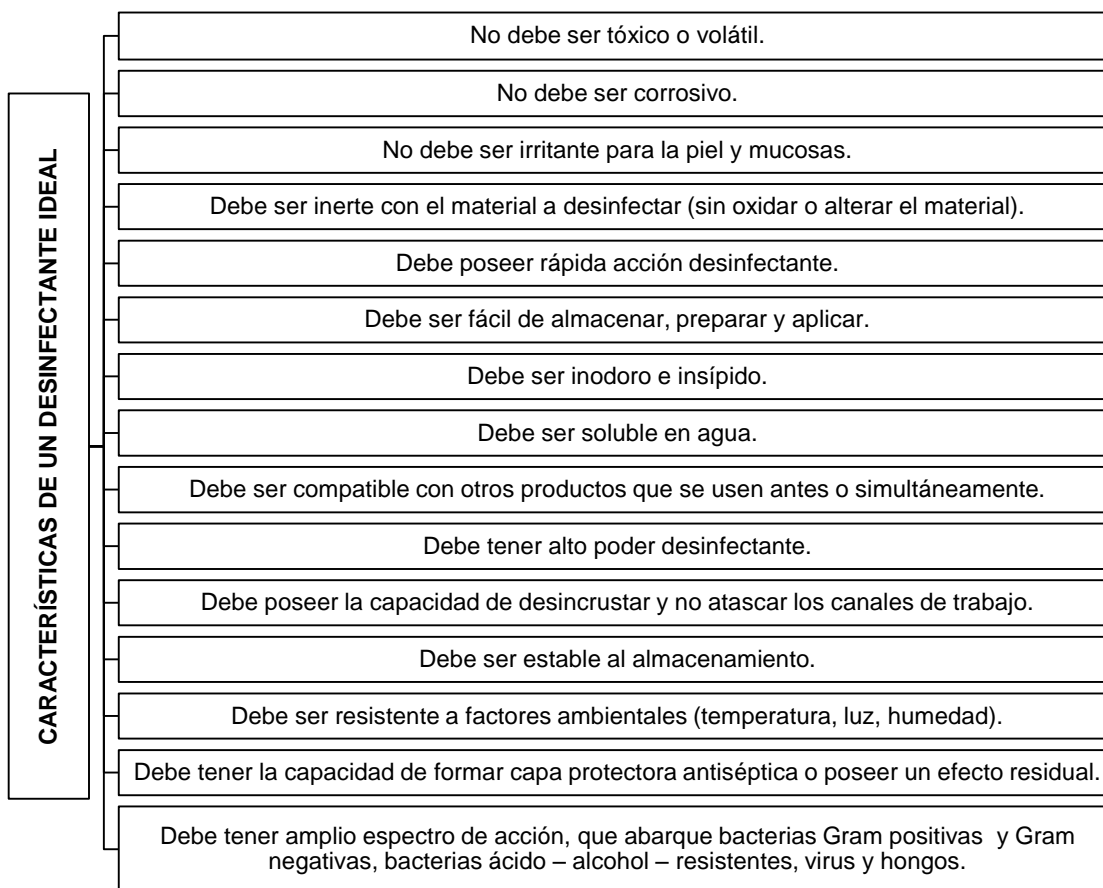 CARACTERÍSTICAS DE UN DESINFECTANTE IDEAL
No debe ser tóxico o volátil.
No debe ser corrosivo.
No debe ser irritante para la piel y mucosas.
Debe ser inerte con el material a desinfectar (sin oxidar o alterar el material).
Debe poseer rápida acción desinfectante.
Debe ser fácil de almacenar, preparar y aplicar.
Debe ser inodoro e insípido.
Debe ser soluble en agua.
Debe ser compatible con otros productos que se usen antes o simultáneamente.
Debe tener alto poder desinfectante.
Debe poseer la capacidad de desincrustar y no atascar los canales de trabajo.
Debe ser estable al almacenamiento.
Debe ser resistente a factores ambientales (temperatura, luz, humedad).
Debe tener la capacidad de formar capa protectora antiséptica o poseer un efecto residual.
Debe tener amplio espectro de acción, que abarque bacterias Gram positivas y Gram
negativas, bacterias ácido – alcohol – resistentes, virus y hongos.